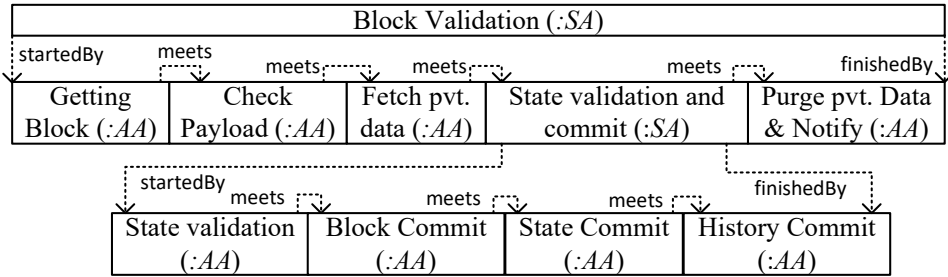 Block Validation (:SA)
startedBy
meets
meets
meets
meets
finishedBy
Getting
Block (:AA)
Check
Payload (:AA)
Fetch pvt.
data (:AA)
State validation and
commit (:SA)
Purge pvt. Data
& Notify (:AA)
startedBy
meets
meets
meets
finishedBy
State validation
(:AA)
Block Commit
(:AA)
State Commit
(:AA)
History Commit
(:AA)